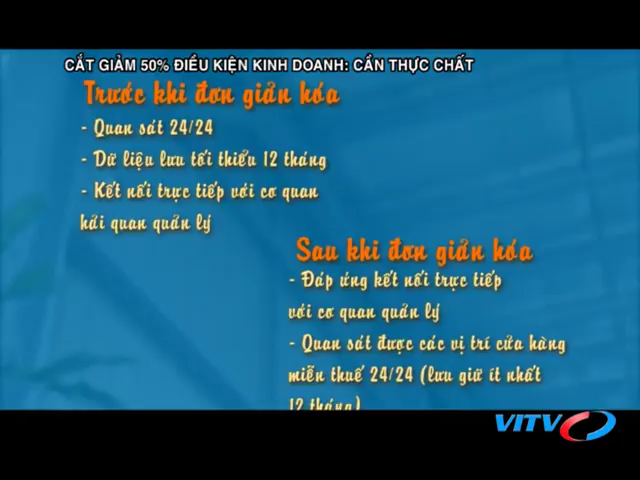 CẮT GIẢM 50% ĐIỀU KIỆN KINH DOANH: CẦN THỰC CHẤT
Trước khi đơn giản hóa
- Quan sát 24/24
- Dữ liệu lưu tối thiểu 12 tháng
- Kết nối trực tiếp với cơ quan
hải quan quản lý
Sau khi đơn giản hóa
- Đáp ứng kết nối trực tiếp
với cơ quan quản lý
- Quan sát được các vị trí cửa hàng
miễn thuế 24/24 (lưu giữ ít nhất
12 tháng)
VITV